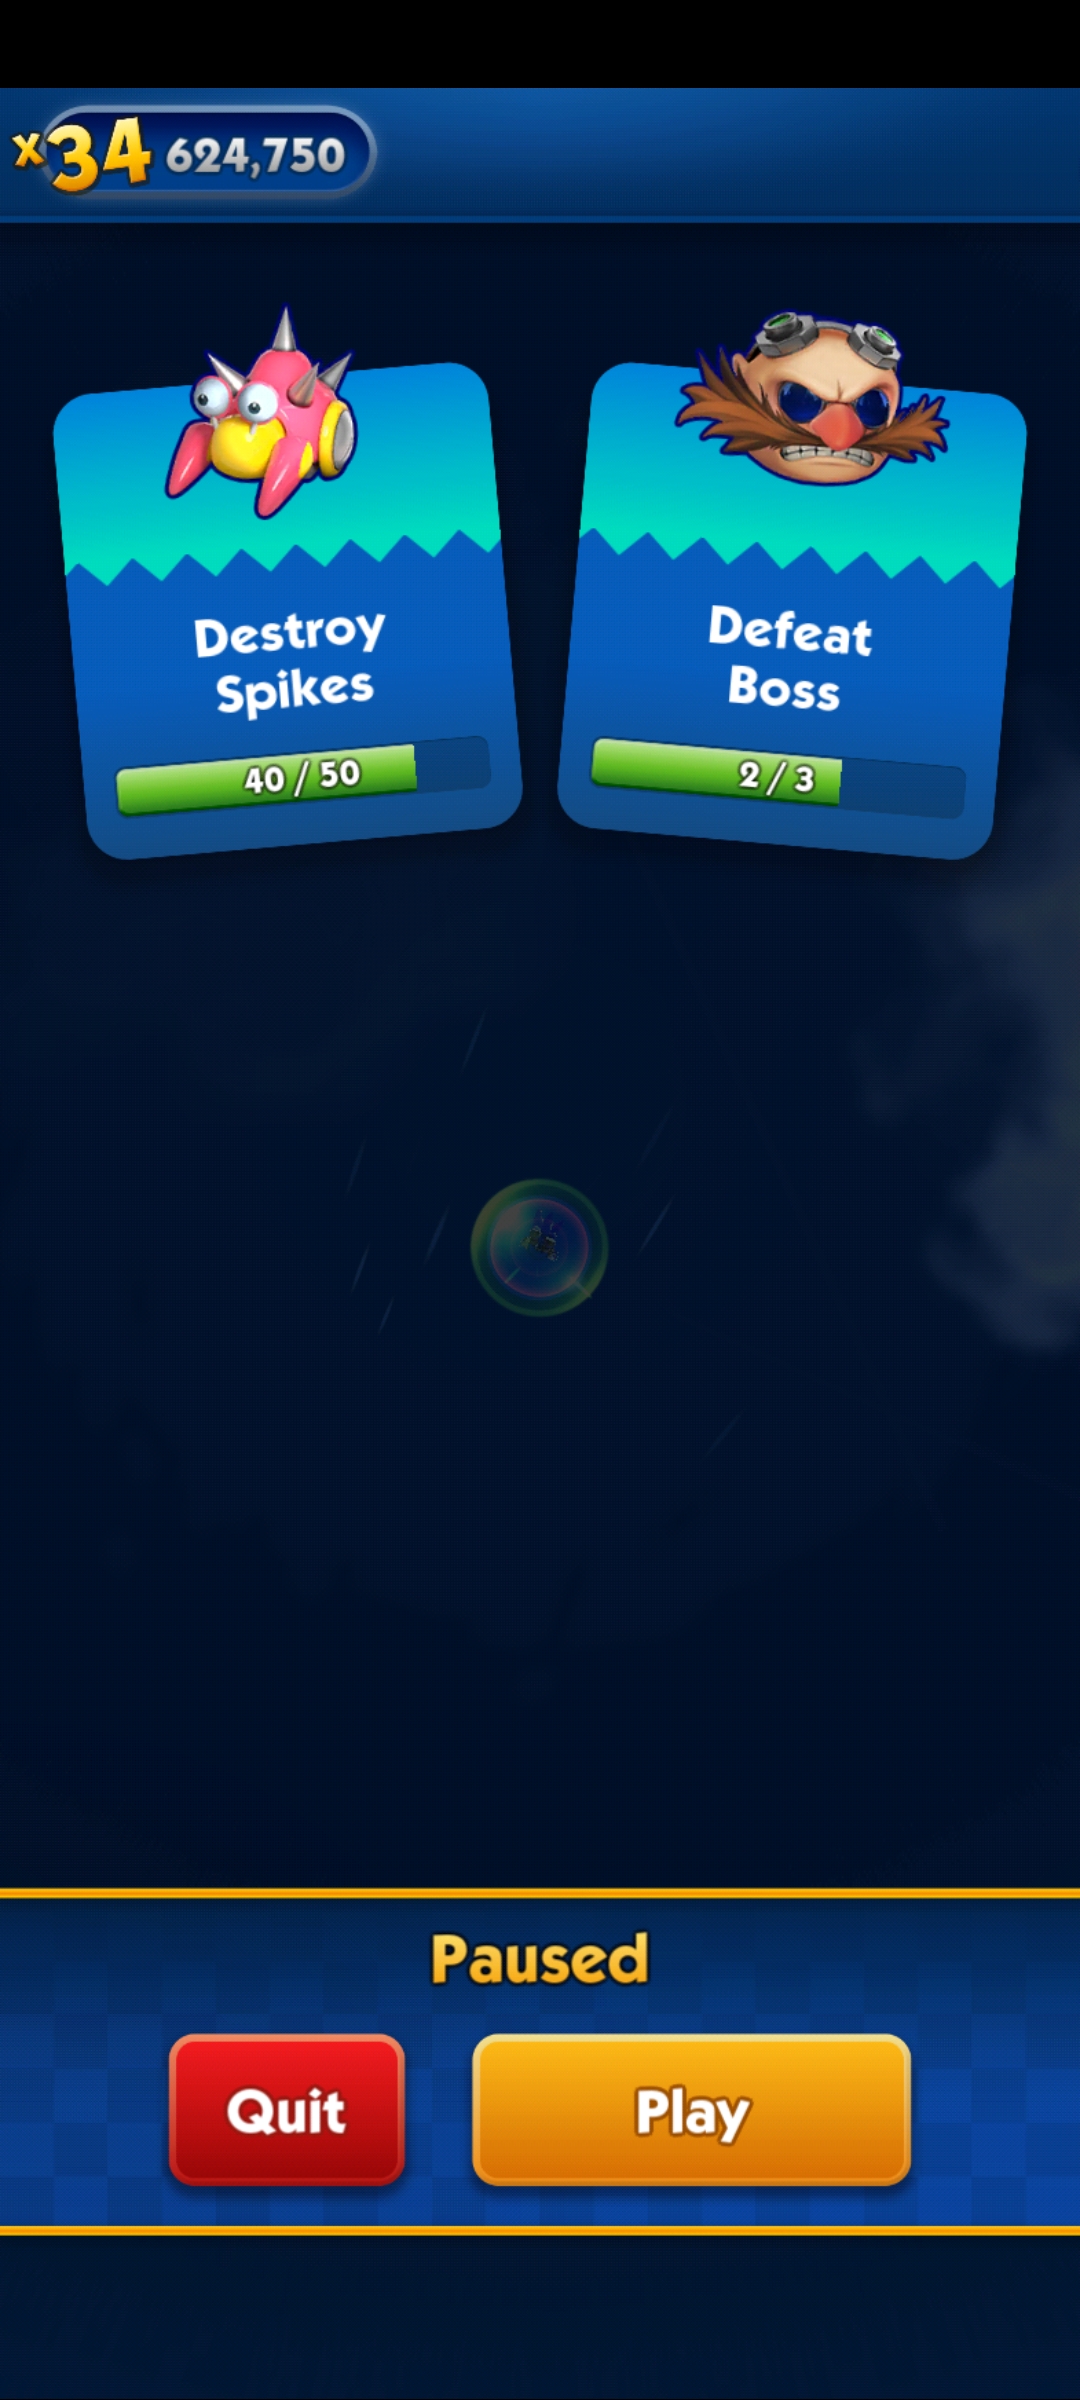 x34 624,750
Destroy
Spikes
40 / 50
Defeat
Boss
2 / 3
Paused
Quit
Play